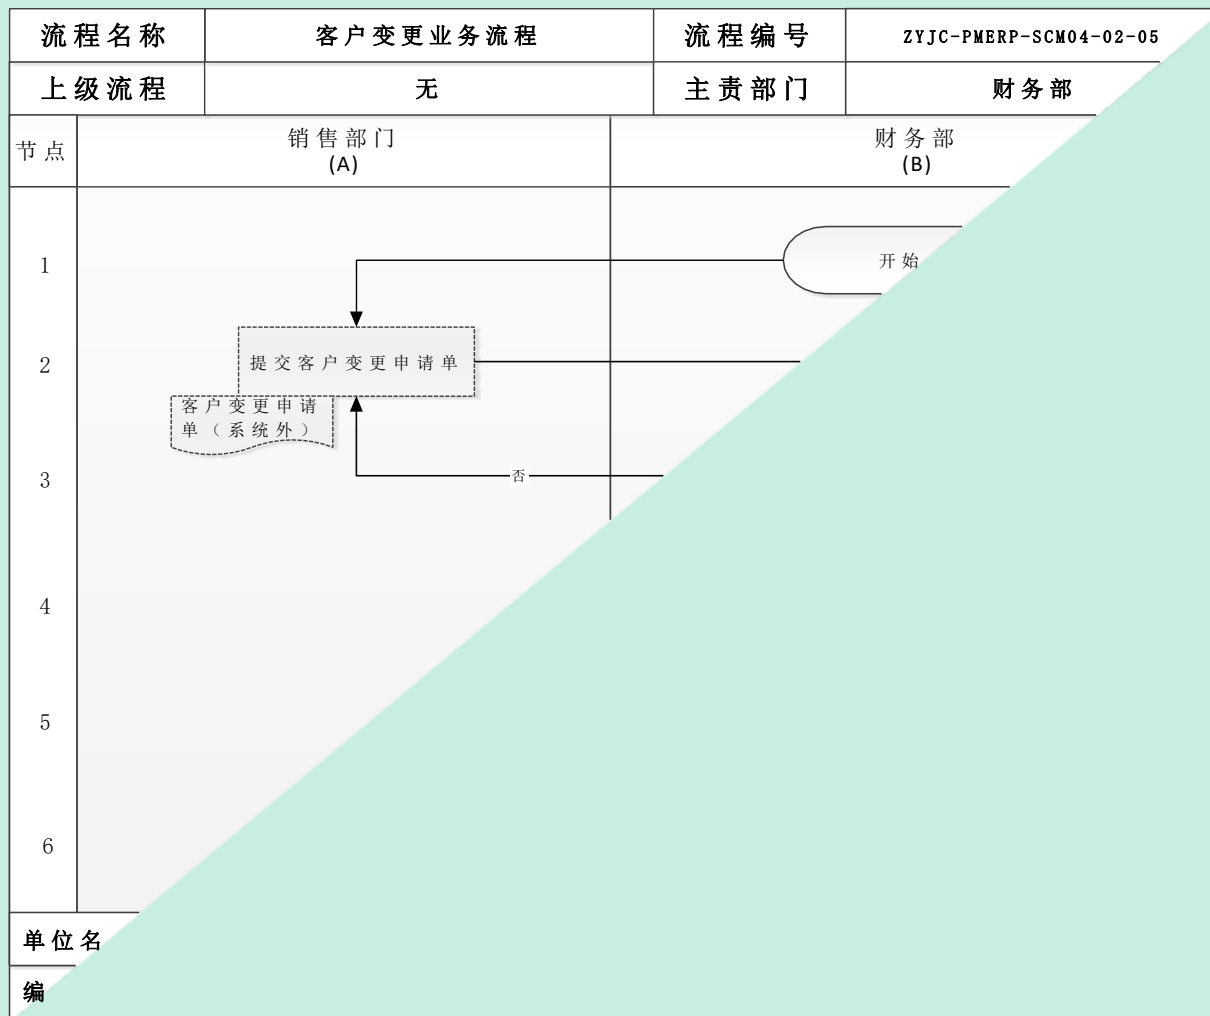 流程名称 客户变更业务流程 流程编号 ZYJC-PMERP-SCM04-02-05
上级流程 无 主责部门 财务部
节点 销售部门 财务部
(A) (B)
1 开始
2 提交客户变更申请单
客户变更申请
单（系统外）
3 否
4
5
6
单位名
编